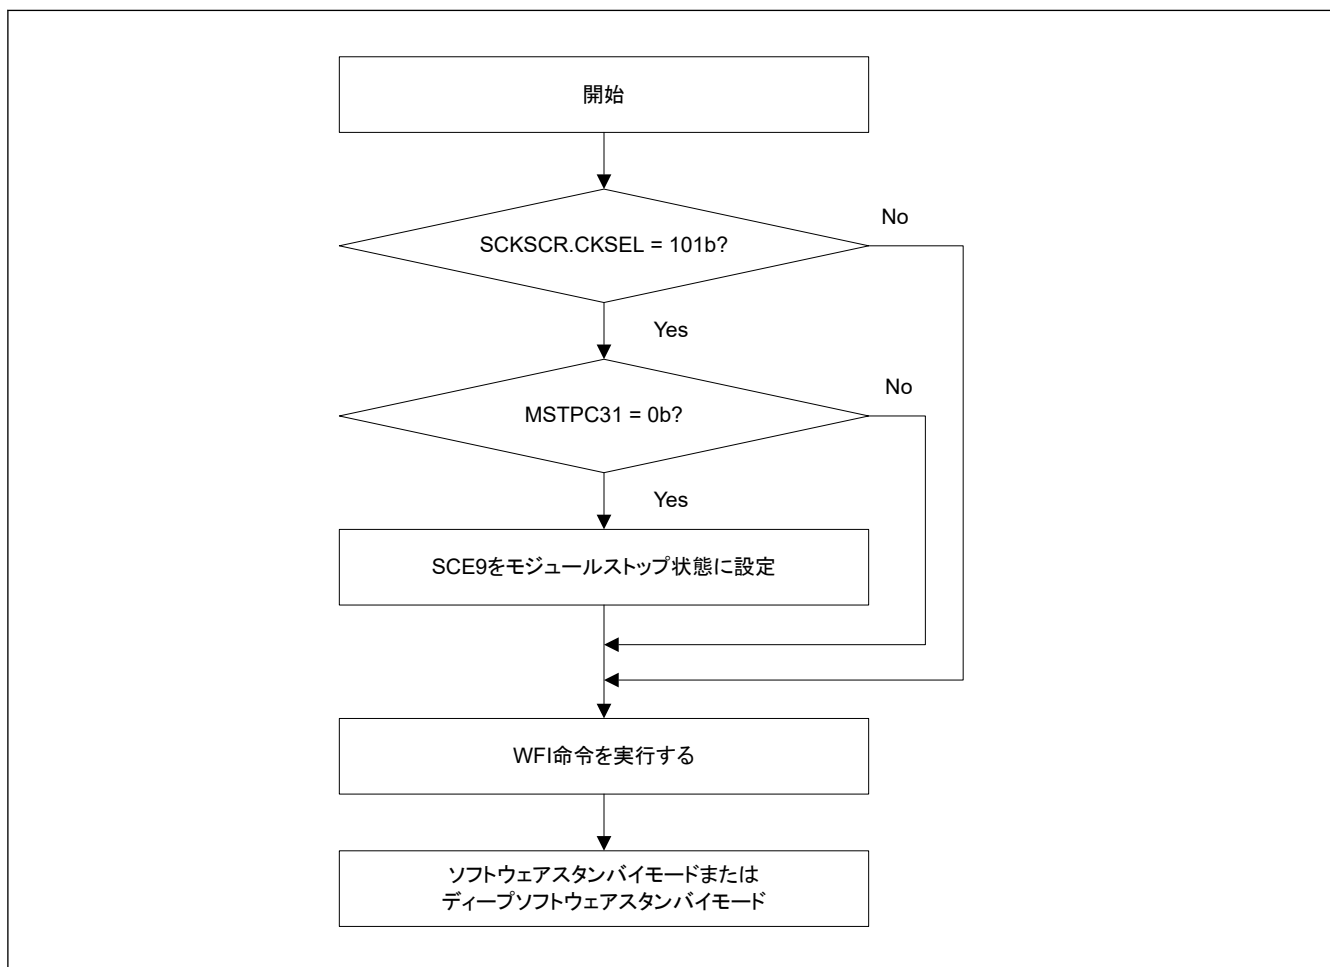 開始
SCKSCR.CKSEL = 101b?
No
Yes
MSTPC31 = 0b?
No
Yes
SCE9をモジュールストップ状態に設定
WFI命令を実行する
ソフトウェアスタンバイモードまたは
ディープソフトウェアスタンバイモード